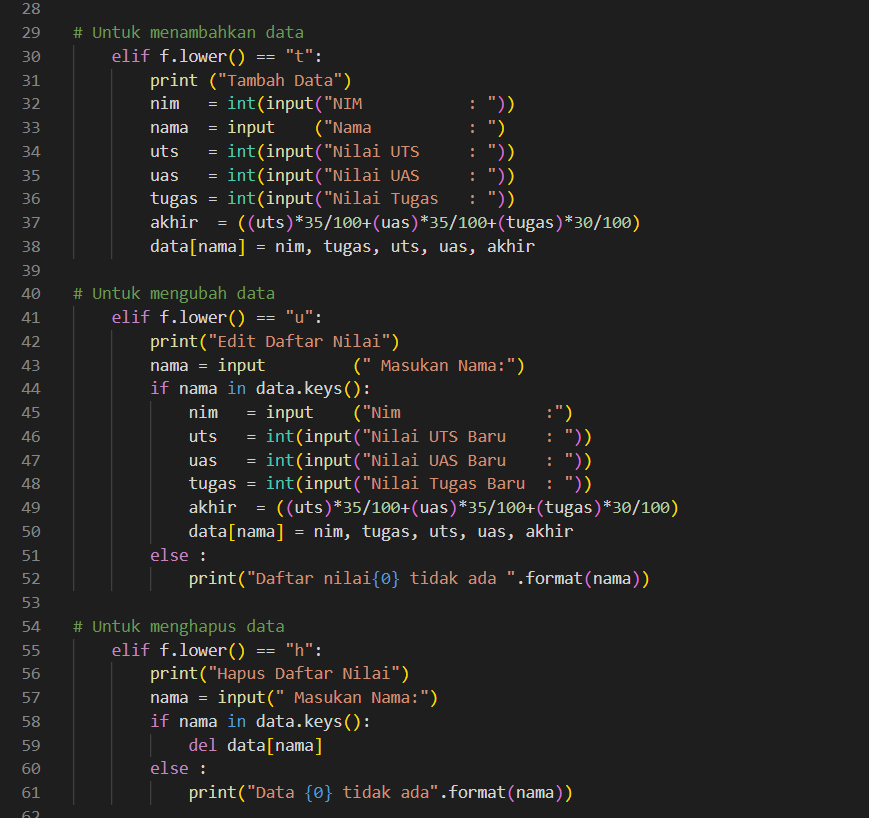 28
29 # Untuk menambahkan data
30     elif f.lower() == "t":
31         print ("Tambah Data")
32         nim   = int(input("NIM           : "))
33         nama  = input    ("Nama          : ")
34         uts   = int(input("Nilai UTS     : "))
35         uas   = int(input("Nilai UAS     : "))
36         tugas = int(input("Nilai Tugas   : "))
37         akhir  = ((uts)*35/100+(uas)*35/100+(tugas)*30/100)
38         data[nama] = nim, tugas, uts, uas, akhir
39
40 # Untuk mengubah data
41     elif f.lower() == "u":
42         print("Edit Daftar Nilai")
43         nama = input         (" Masukan Nama:")
44         if nama in data.keys():
45             nim   = input    ("Nim               :")
46             uts   = int(input("Nilai UTS Baru    : "))
47             uas   = int(input("Nilai UAS Baru    : "))
48             tugas = int(input("Nilai Tugas Baru  : "))
49             akhir  = ((uts)*35/100+(uas)*35/100+(tugas)*30/100)
50             data[nama] = nim, tugas, uts, uas, akhir
51         else :
52             print("Daftar nilai{0} tidak ada ".format(nama))
53
54 # Untuk menghapus data
55     elif f.lower() == "h":
56         print("Hapus Daftar Nilai")
57         nama = input(" Masukan Nama:")
58         if nama in data.keys():
59             del data[nama]
60         else :
61             print("Data {0} tidak ada".format(nama))
62